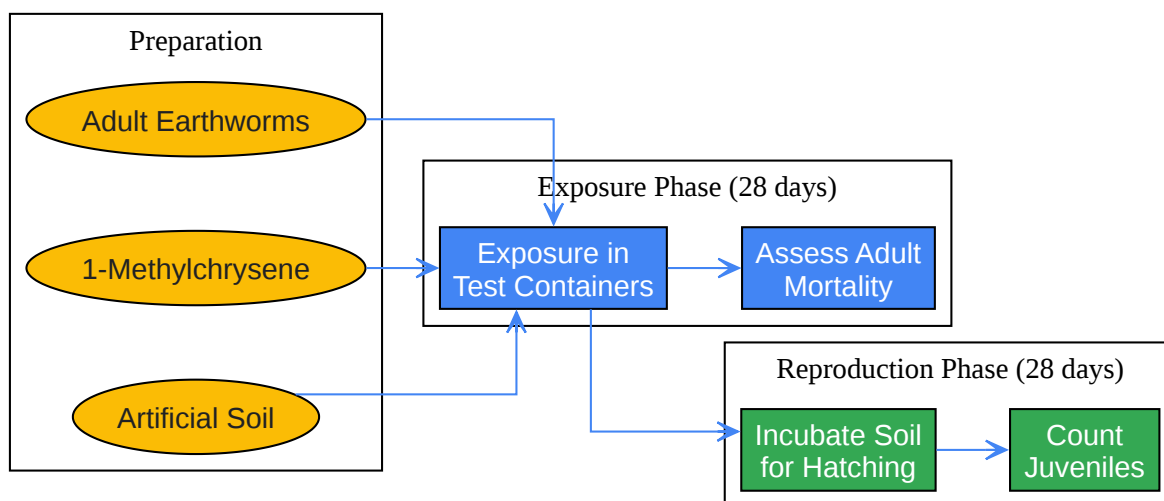 Preparation
Adult Earthworms
1-Methylchrysene
Artificial Soil
Exposure Phase (28 days)
Exposure in
Test Containers
Assess Adult
Mortality
Reproduction Phase (28 days)
Incubate Soil
for Hatching
Count
Juveniles